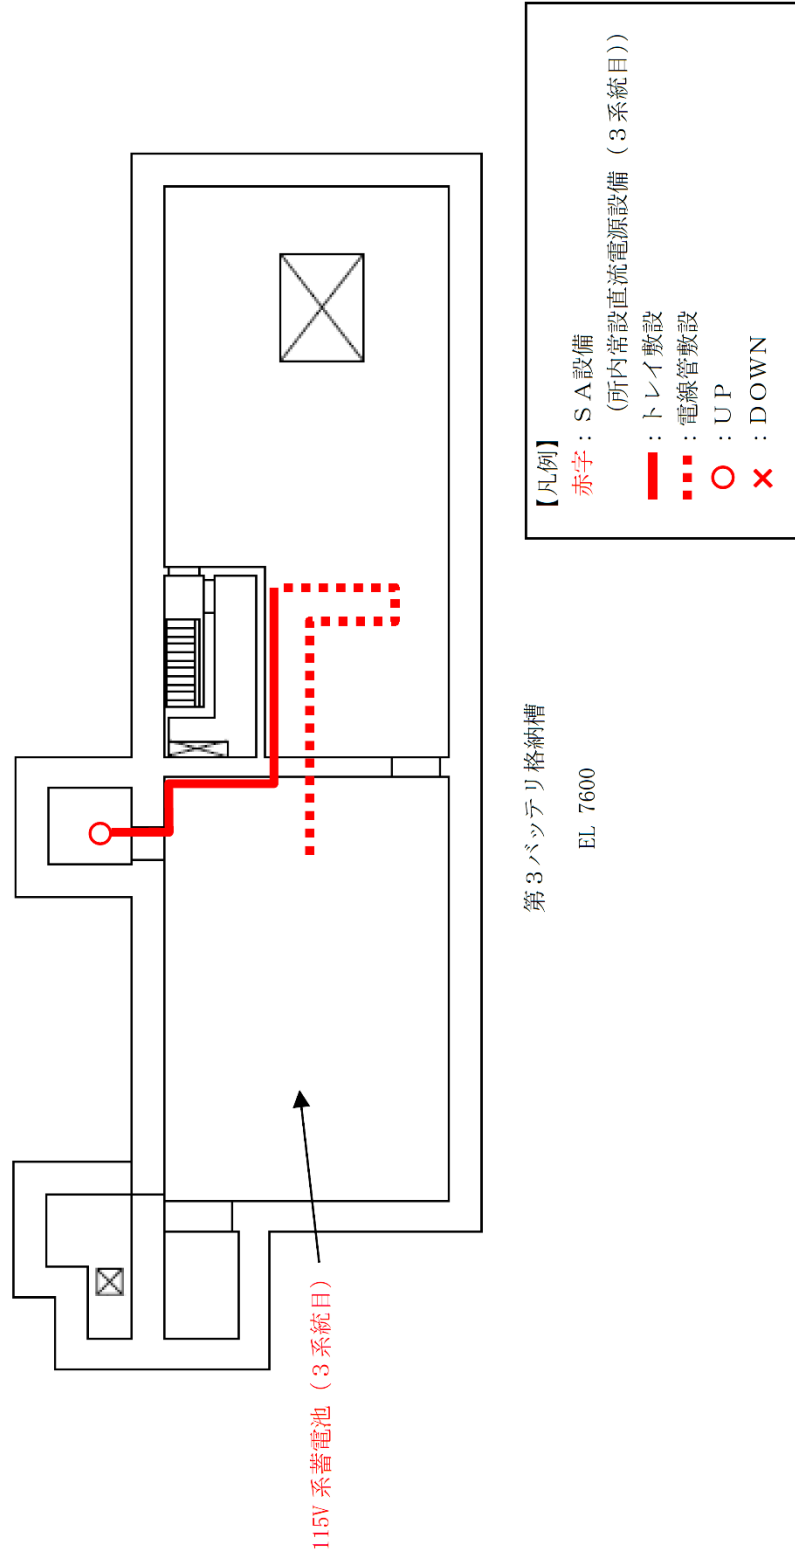 115V 系蓄電池（３系統目）
第３バッテリ格納槽
EL 7600
【凡例】
赤字：ＳＡ設備
(所内常設直流電源設備（３系統目）)
：トレイ敷設
：電線管敷設
：ＵＰ
：DOWN